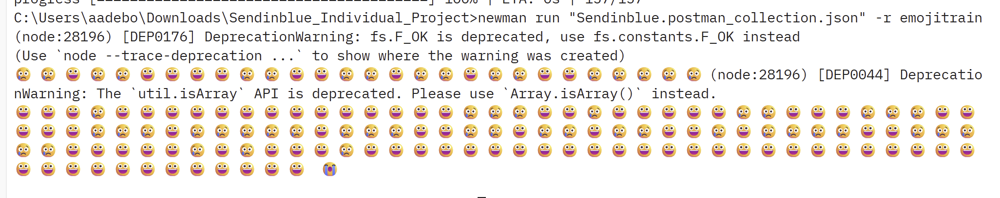 progress [========================================] 100% | ETA: 0s | 157/157
C:\Users\aadebo\Downloads\Sendinblue_Individual_Project>newman run "Sendinblue.postman_collection.json" -r emojitrain
(node:28196) [DEP0176] DeprecationWarning: fs.F_OK is deprecated, use fs.constants.F_OK instead
(Use `node --trace-deprecation ...` to show where the warning was created)
(node:28196) [DEP0044] Deprecatio
nWarning: The `util.isArray` API is deprecated. Please use `Array.isArray()` instead.